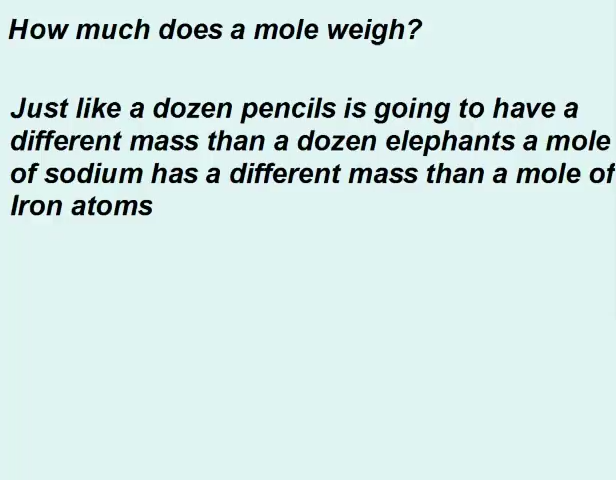 How much does a mole weigh?
Just like a dozen pencils is going to have a
different mass than a dozen elephants a mole
of sodium has a different mass than a mole of
Iron atoms